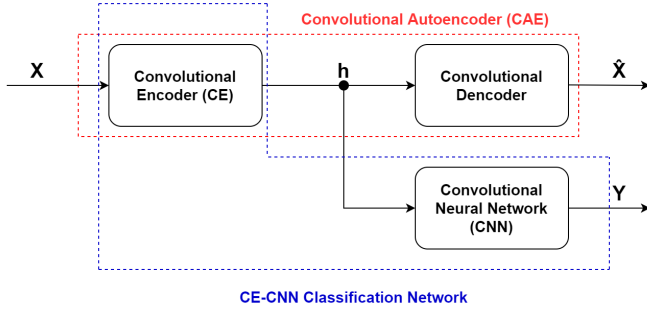 Convolutional Autoencoder (CAE)
X
Convolutional
Encoder (CE)
h
Convolutional
Dencoder
X̂
Convolutional
Neural Network
(CNN)
Y
CE-CNN Classification Network